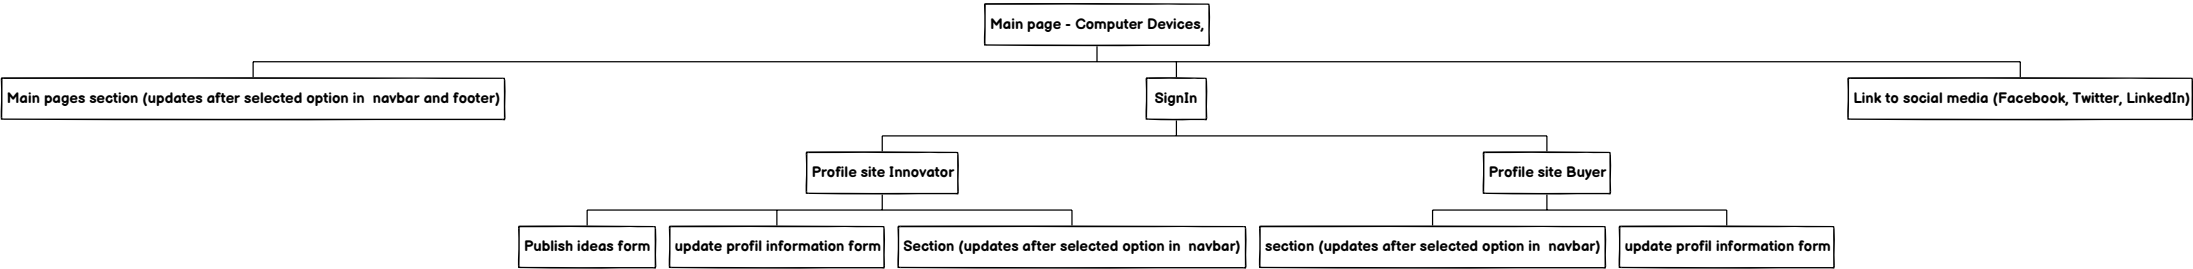 Main page - Computer Devices,
Main pages section (updates after selected option in  navbar and footer)
SignIn
Link to social media (Facebook, Twitter, LinkedIn)
Profile site Innovator
Profile site Buyer
Publish ideas form
update profil information form
Section (updates after selected option in  navbar)
section (updates after selected option in  navbar)
update profil information form